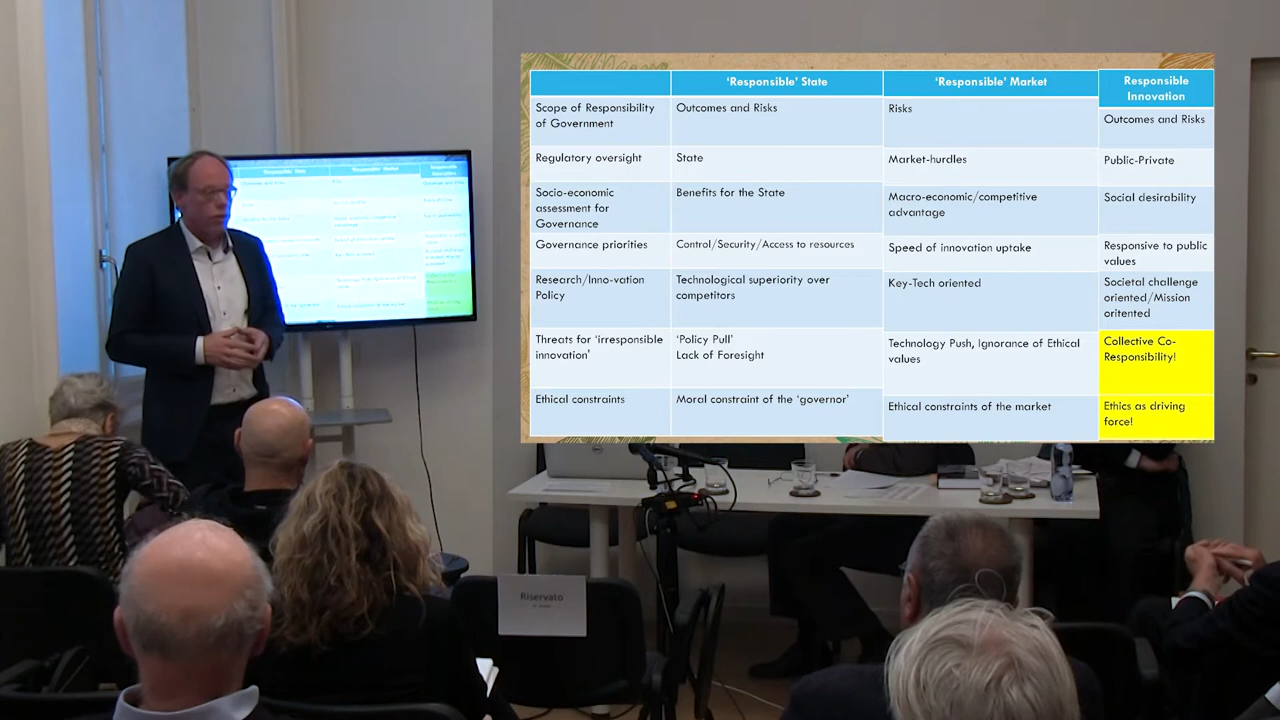 'Responsible' State
'Responsible' Market
Responsible
Innovation
Scope of Responsibility
of Government
Outcomes and Risks
Risks
Outcomes and Risks
Regulatory oversight
State
Market-hurdles
Public-Private
Socio-economic
assessment for
Governance
Benefits for the State
Macro-economic/competitive
advantage
Social desirability
Governance priorities
Control/Security/Access to resources
Speed of innovation uptake
Responsive to public
values
Research/Inno-vation
Policy
Technological superiority over
competitors
Key-Tech oriented
Societal challenge
oriented/Mission
oritented
Threats for 'irresponsible
innovation'
'Policy Pull'
Lack of Foresight
Technology Push, Ignorance of Ethical
values
Collective Co-
Responsibility!
Ethical constraints
Moral constraint of the 'governor'
Ethical constraints of the market
Ethics as driving
force!
Riservato